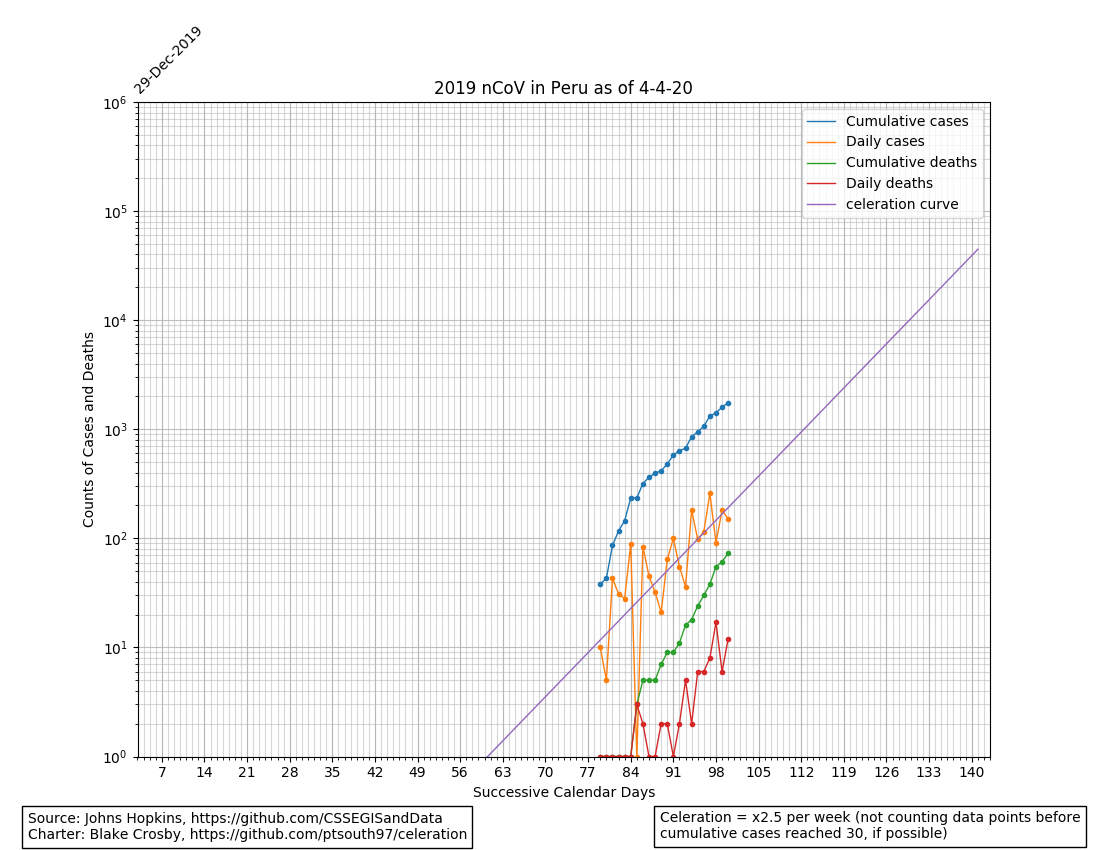 29-Dec-2019
2019 nCoV in Peru as of 4-4-20
Cumulative cases
Daily cases
Cumulative deaths
Daily deaths
celeration curve
10^6
10^5
10^4
10^3
10^2
10^1
10^0
Counts of Cases and Deaths
7 14 21 28 35 42 49 56 63 70 77 84 91 98 105 112 119 126 133 140
Successive Calendar Days
Source: Johns Hopkins, https://github.com/CSSEGISandData
Charter: Blake Crosby, https://github.com/ptsouth97/celeration
Celeration = x2.5 per week (not counting data points before
cumulative cases reached 30, if possible)